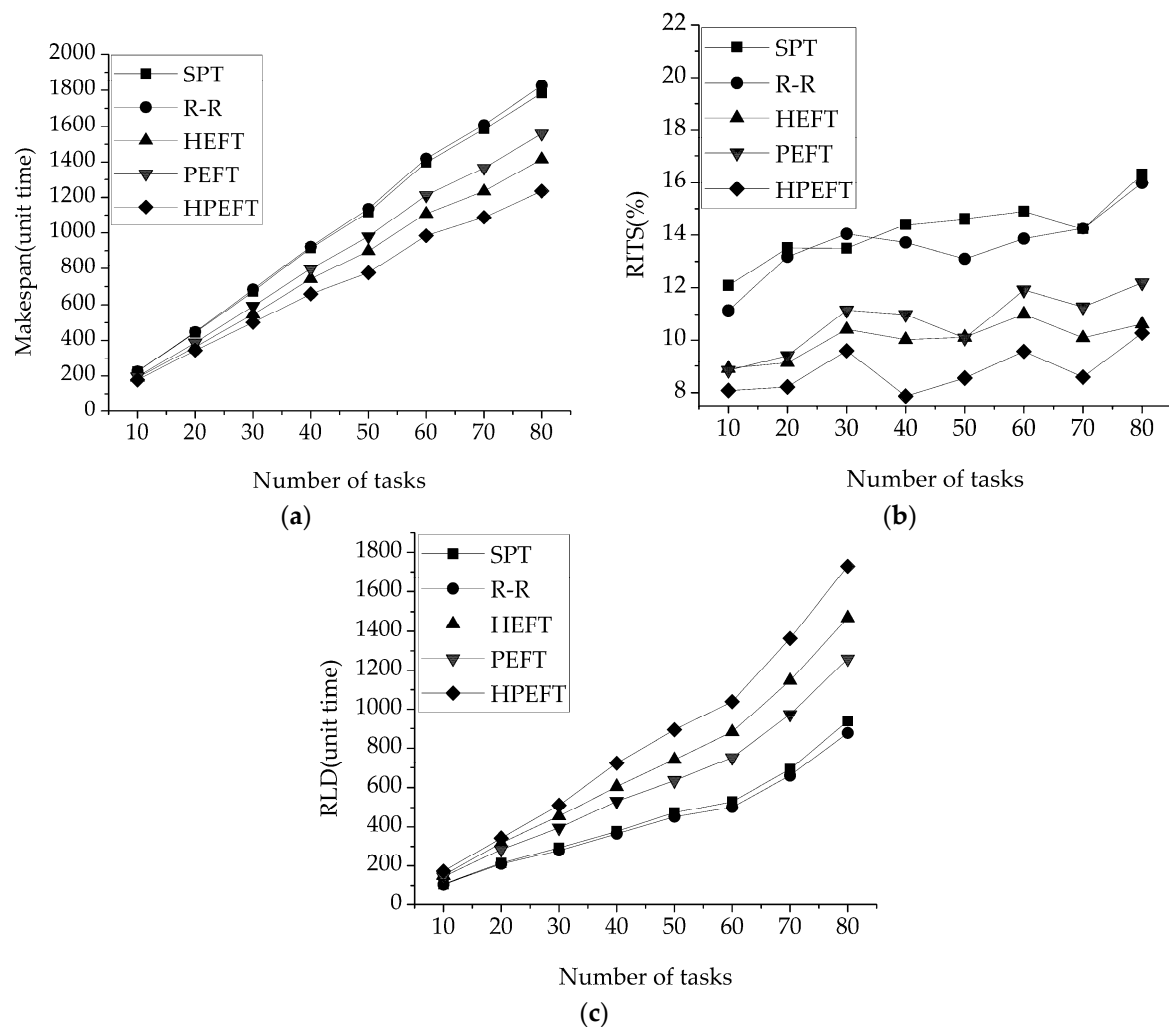 2000
1800
1600
1400
1200
1000
800
600
400
200
0
Makespan(unit time)
SPT
R-R
HEFT
PEFT
HPEFT
10 20 30 40 50 60 70 80
Number of tasks
(a)
22
20
18
16
14
12
10
8
RITS(%)
SPT
R-R
HEFT
PEFT
HPEFT
10 20 30 40 50 60 70 80
Number of tasks
(b)
1800
1600
1400
1200
1000
800
600
400
200
0
RLD(unit time)
SPT
R-R
HEFT
PEFT
HPEFT
10 20 30 40 50 60 70 80
Number of tasks
(c)